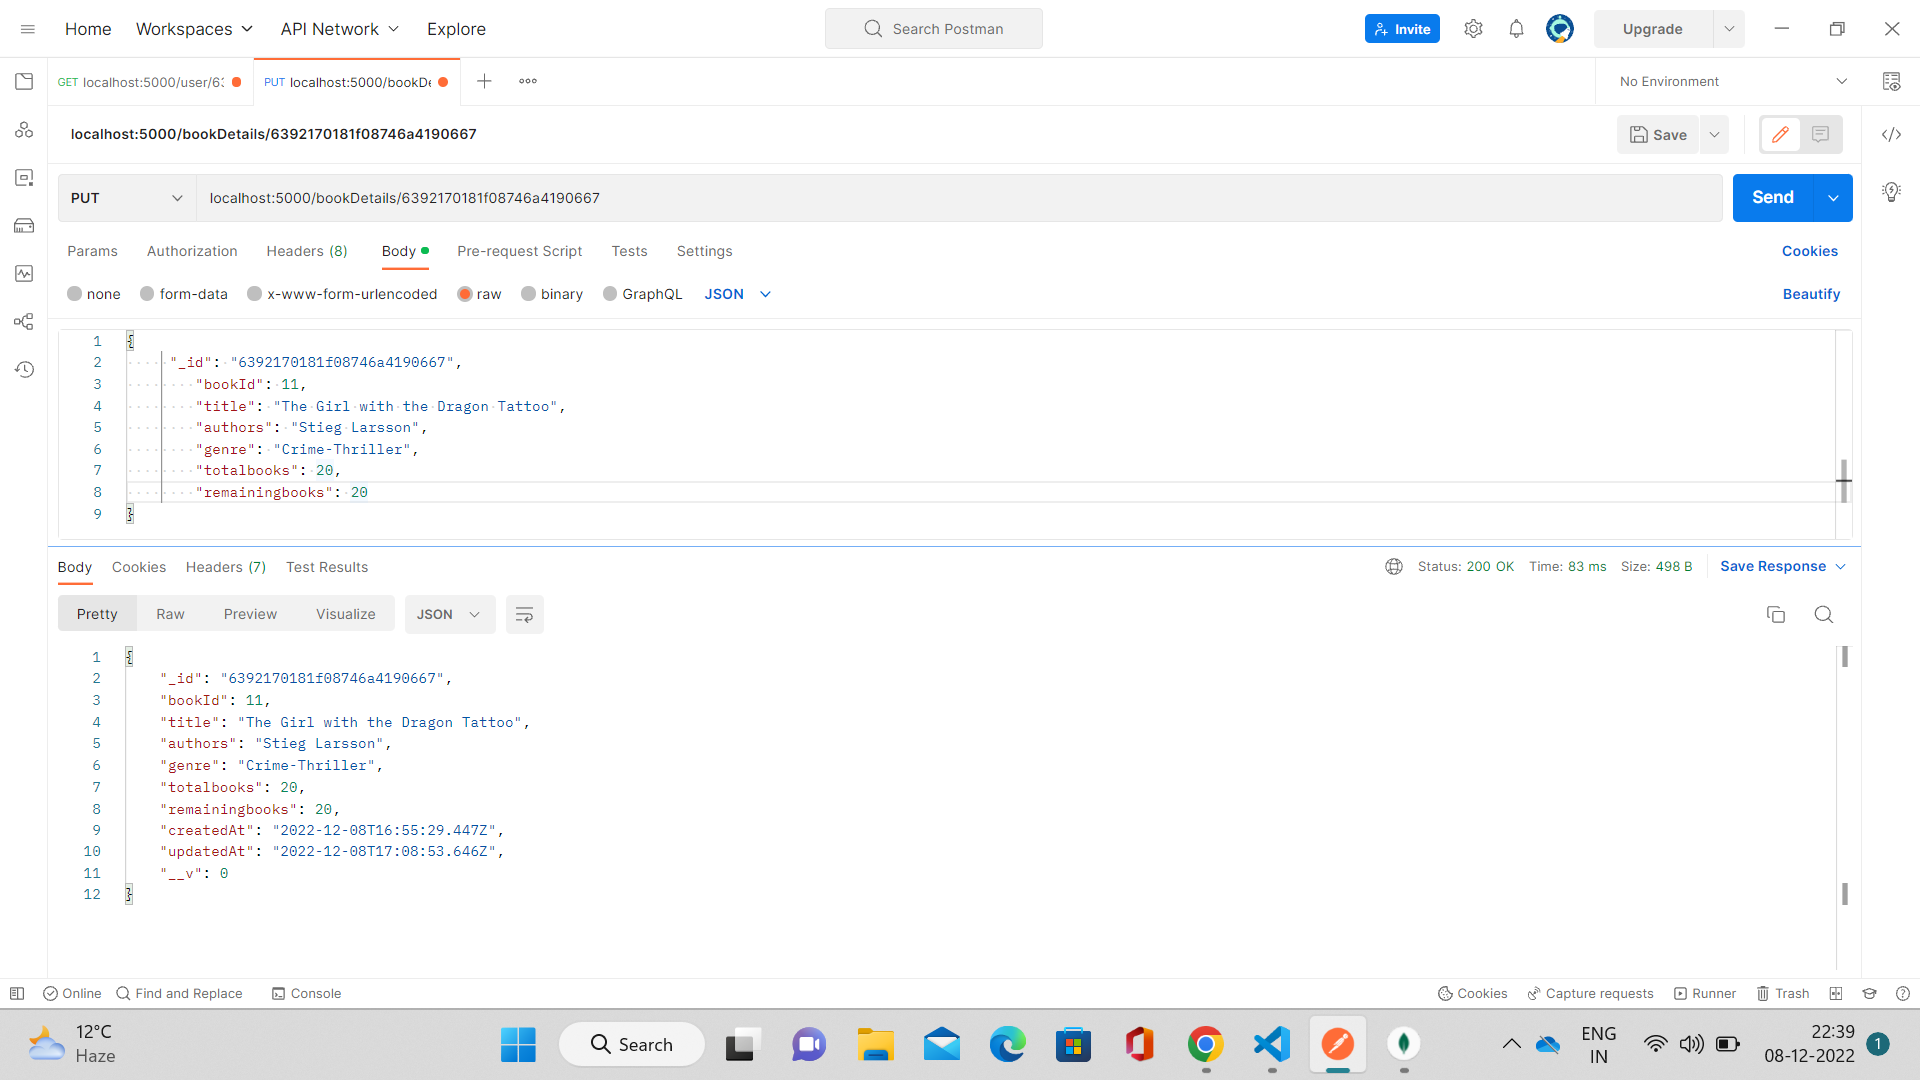 Home Workspaces API Network Explore Search Postman Invite Upgrade
GET localhost:5000/user/63 PUT localhost:5000/bookDe No Environment
localhost:5000/bookDetails/6392170181f08746a4190667 Save
PUT localhost:5000/bookDetails/6392170181f08746a4190667 Send
Params Authorization Headers (8) Body Pre-request Script Tests Settings Cookies
none form-data x-www-form-urlencoded raw binary GraphQL JSON Beautify
1 {
2 "_id": "6392170181f08746a4190667",
3 "bookId": 11,
4 "title": "The Girl with the Dragon Tattoo",
5 "authors": "Stieg Larsson",
6 "genre": "Crime-Thriller",
7 "totalbooks": 20,
8 "remainingbooks": 20
9 }
Body Cookies Headers (7) Test Results Status: 200 OK Time: 83 ms Size: 498 B Save Response
Pretty Raw Preview Visualize JSON
1 {
2 "_id": "6392170181f08746a4190667",
3 "bookId": 11,
4 "title": "The Girl with the Dragon Tattoo",
5 "authors": "Stieg Larsson",
6 "genre": "Crime-Thriller",
7 "totalbooks": 20,
8 "remainingbooks": 20,
9 "createdAt": "2022-12-08T16:55:29.447Z",
10 "updatedAt": "2022-12-08T17:08:53.646Z",
11 "__v": 0
12 }
Online Find and Replace Console Cookies Capture requests Runner Trash
12°C
Haze
Search
ENG
IN
22:39
08-12-2022
1